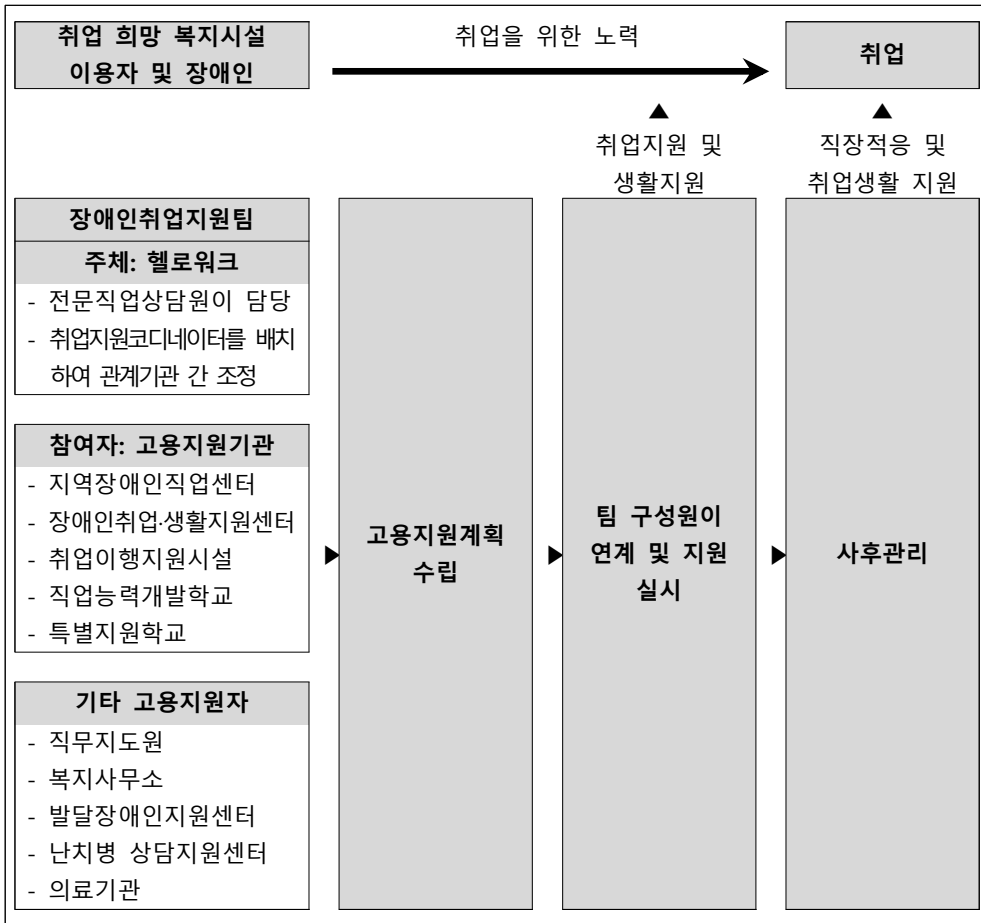 취업 희망 복지시설
이용자 및 장애인
취업을 위한 노력
취업
▲
취업지원 및
생활지원
▲
직장적응 및
취업생활 지원
장애인취업지원팀
주체: 헬로워크
- 전문직업상담원이 담당
- 취업지원코디네이터를 배치
하여 관계기관 간 조정
참여자: 고용지원기관
- 지역장애인직업센터
- 장애인취업·생활지원센터
- 취업이행지원시설
- 직업능력개발학교
- 특별지원학교
기타 고용지원자
- 직무지도원
- 복지사무소
- 발달장애인지원센터
- 난치병 상담지원센터
- 의료기관
▶
고용지원계획
수립
▶
팀 구성원이
연계 및 지원
실시
▶
사후관리